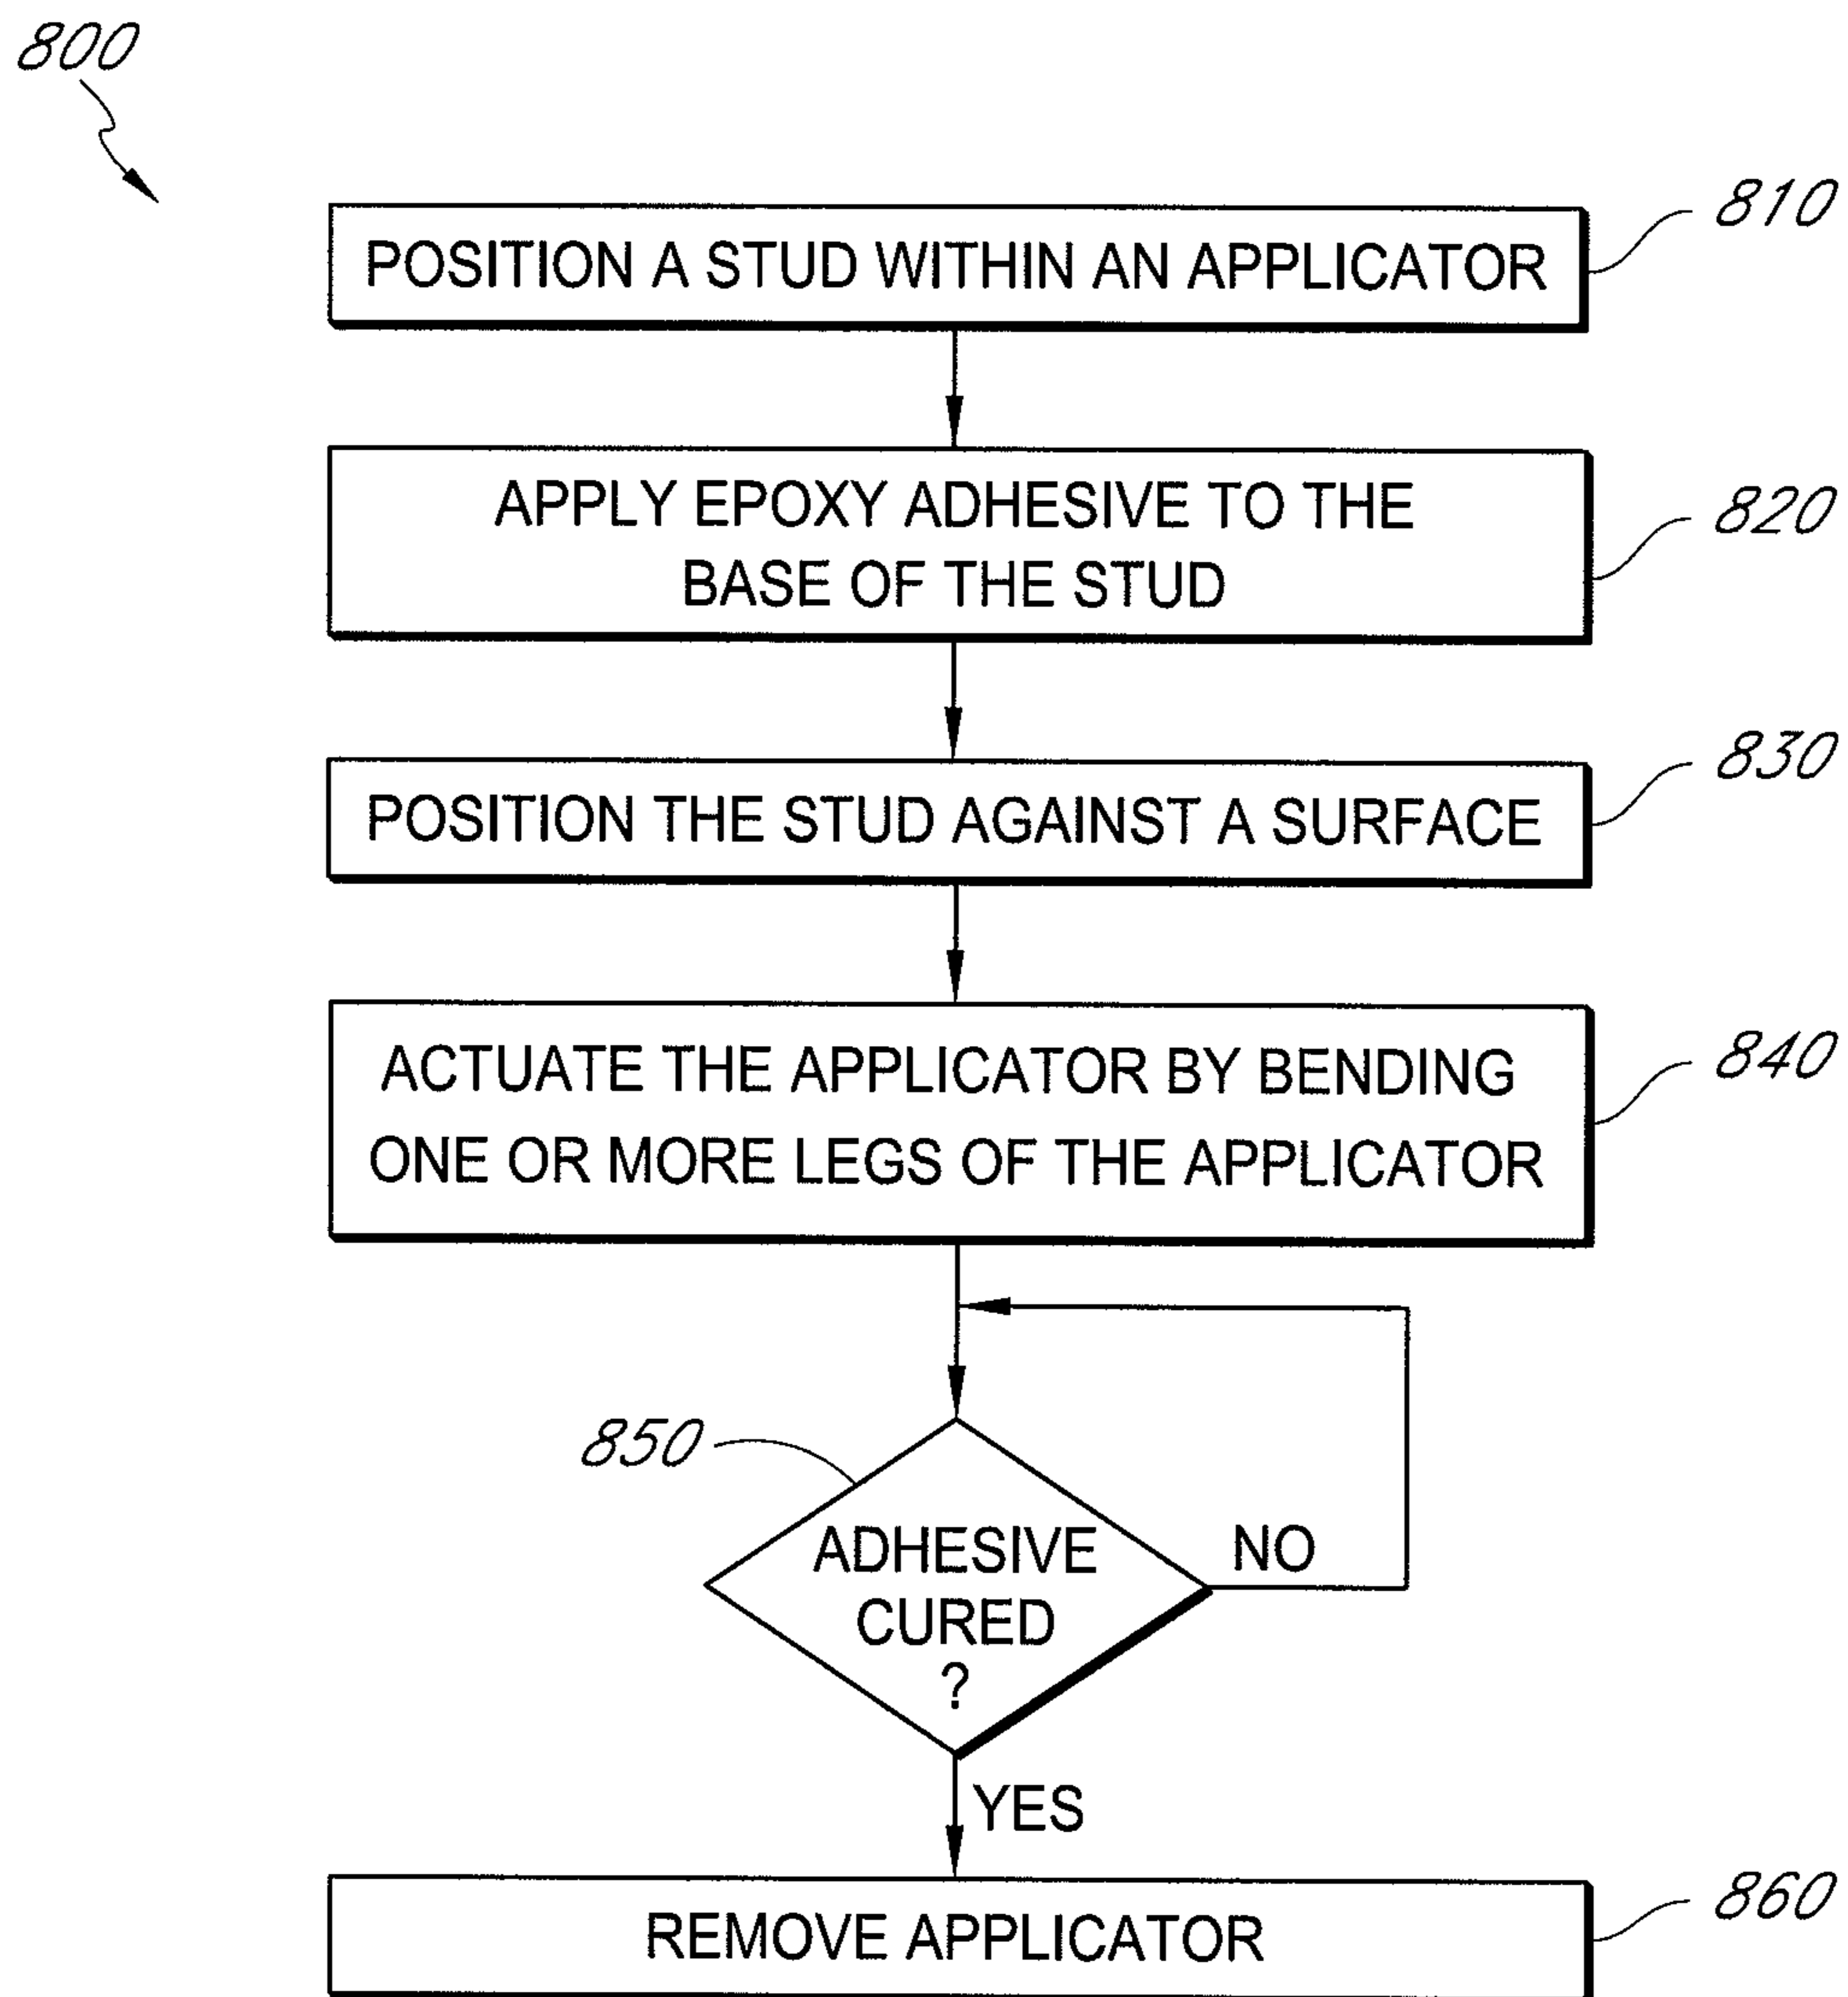 800
810
POSITION A STUD WITHIN AN APPLICATOR
820
APPLY EPOXY ADHESIVE TO THE
BASE OF THE STUD
830
POSITION THE STUD AGAINST A SURFACE
840
ACTUATE THE APPLICATOR BY BENDING
ONE OR MORE LEGS OF THE APPLICATOR
850
ADHESIVE
CURED
?
NO
YES
860
REMOVE APPLICATOR